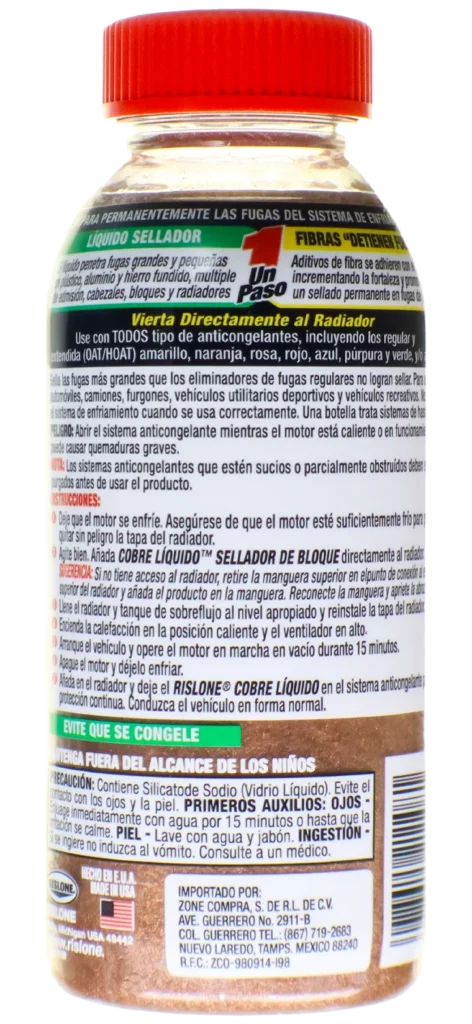 PARA PERMANENTEMENTE LAS FUGAS DEL SISTEMA DE
LÍQUIDO SELLADOR
FIBRAS "DETIENEN
1
Un
Paso
líquido penetra fugas grandes y pequeñas
plástico, aluminio y hierro fundido, multiple
admisión, cabezales, bloques y radiadores
Aditivos de fibra se adhieren con
incrementando la fortaleza y
un sellado permanente en fugas de
Vierta Directamente al Radiador
Use con TODOS tipo de anticongelantes, incluyendo los regular y
(OAT/HOAT) amarillo, naranja, rosa, rojo, azul, púrpura y verde, y/o
Sella las fugas más grandes que los eliminadores de fugas regulares no logran sellar. Para
automóviles, camiones, furgones, vehículos utilitarios deportivos y vehículos recreativos. No
el sistema de enfriamiento cuando se usa correctamente. Una botella trata sistemas de
PELIGRO: Abrir el sistema anticongelante mientras el motor está caliente o en
puede causar quemaduras graves.
NOTA: Los sistemas anticongelantes que estén sucios o parcialmente obstruidos deben
purgados antes de usar el producto.
INSTRUCCIONES:
Deje que el motor se enfríe. Asegúrese de que el motor esté suficientemente frío
quitar sin peligro la tapa del radiador.
Agite bien. Añada COBRE LÍQUIDO™ SELLADOR DE BLOQUE directamente al radiador
SUGERENCIA: Si no tiene acceso al radiador, retire la manguera superior en elpunto de conexión
superior del radiador y añada el producto en la manguera. Reconecte la manguera y apriete
Llene el radiador y tanque de sobreflujo al nivel apropiado y reinstale la tapa del radiador
Encienda la calefacción en la posición caliente y el ventilador en alto.
Arranque el vehículo y opere el motor en marcha en vacío durante 15 minutos.
Apague el motor y déjelo enfriar.
Añada en el radiador y deje el RISLONE® COBRE LÍQUIDO en el sistema anticongelante
protección continua. Conduzca el vehículo en forma normal.
EVITE QUE SE CONGELE
MANTENGA FUERA DEL ALCANCE DE LOS NIÑOS
PRECAUCIÓN: Contiene Silicatode Sodio (Vidrio Líquido). Evite el
contacto con los ojos y la piel. PRIMEROS AUXILIOS: OJOS -
inmediatamente con agua por 15 minutos o hasta que la
irritación se calme. PIEL - Lave con agua y jabón. INGESTIÓN -
se ingiere no induzca al vómito. Consulte a un médico.
RISLONE
HECHO EN E.U.A.
MADE IN USA
RISLONE
Michigan USA 48442
www.rislone.
IMPORTADO POR:
ZONE COMPRA, S. DE R.L. DE C.V.
AVE. GUERRERO No. 2911-B
COL. GUERRERO TEL.: (867) 719-2683
NUEVO LAREDO, TAMPS. MEXICO 88240
R.F.C.: ZCO-980914-I98